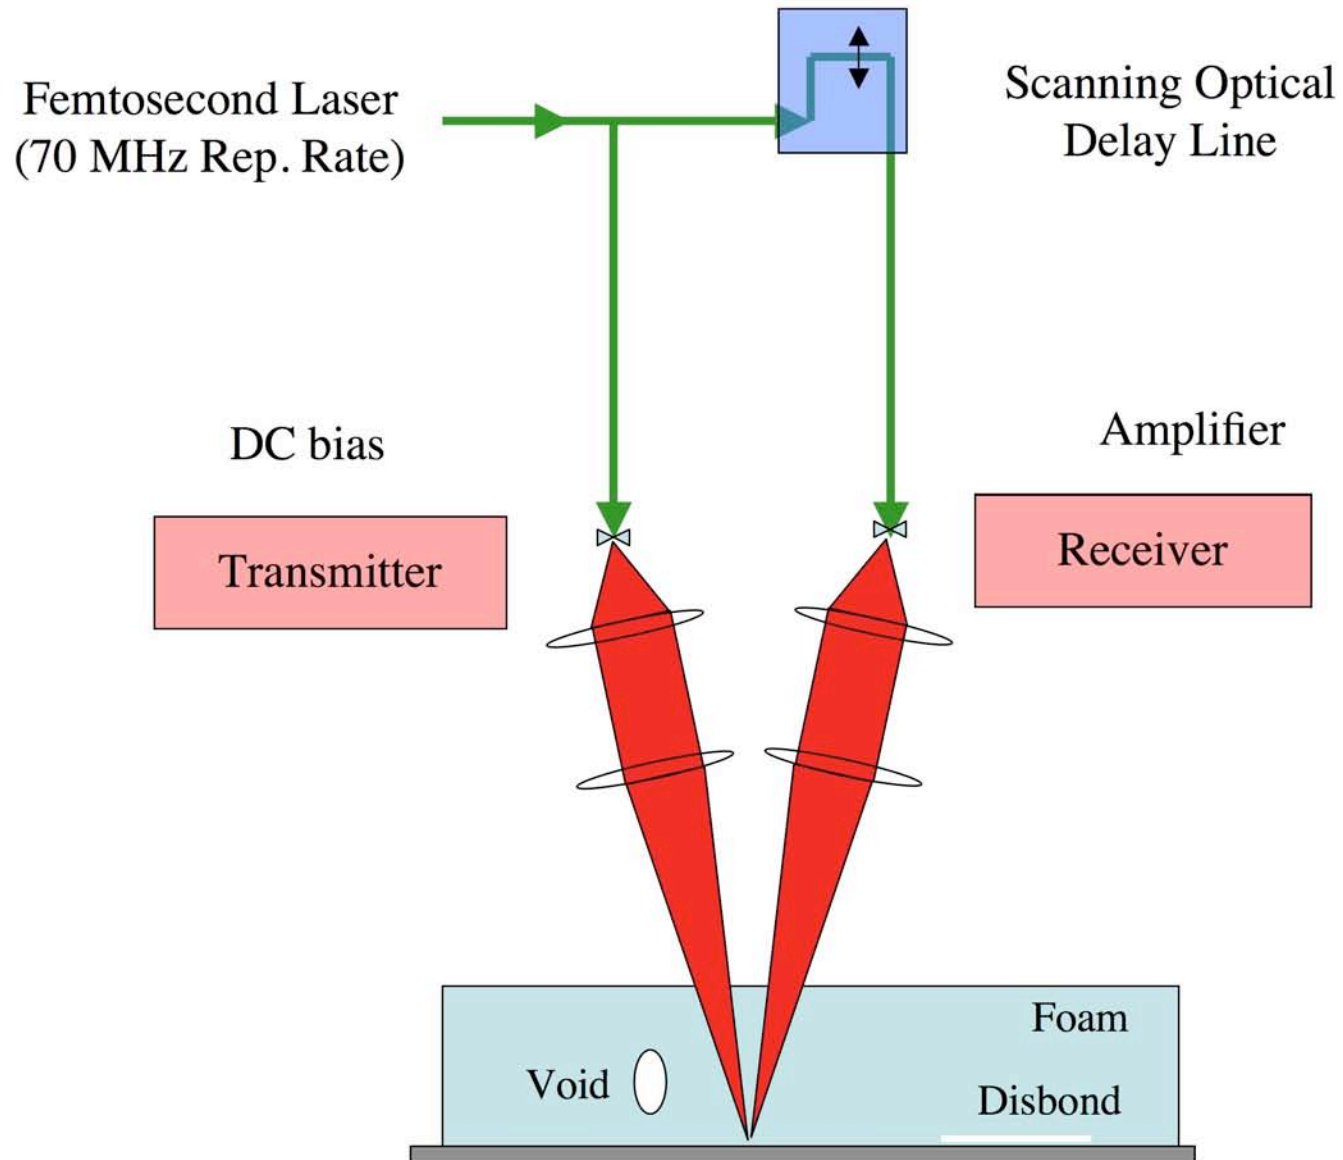 Femtosecond Laser
(70 MHz Rep. Rate)
Scanning Optical
Delay Line
DC bias
Transmitter
Amplifier
Receiver
Foam
Void
Disbond